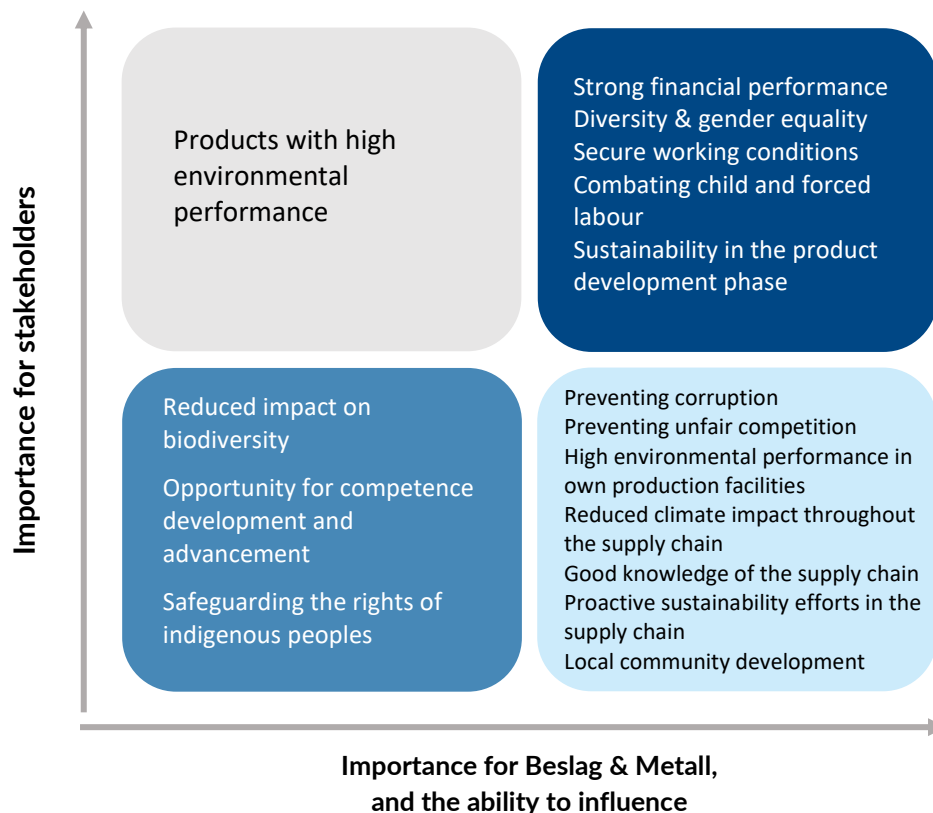 Importance for stakeholders
Products with high
environmental
performance
Strong financial performance
Diversity & gender equality
Secure working conditions
Combating child and forced
labour
Sustainability in the product
development phase
Reduced impact on
biodiversity
Opportunity for competence
development and
advancement
Safeguarding the rights of
indigenous peoples
Preventing corruption
Preventing unfair competition
High environmental performance in
own production facilities
Reduced climate impact throughout
the supply chain
Good knowledge of the supply chain
Proactive sustainability efforts in the
supply chain
Local community development
Importance for Beslag & Metall,
and the ability to influence